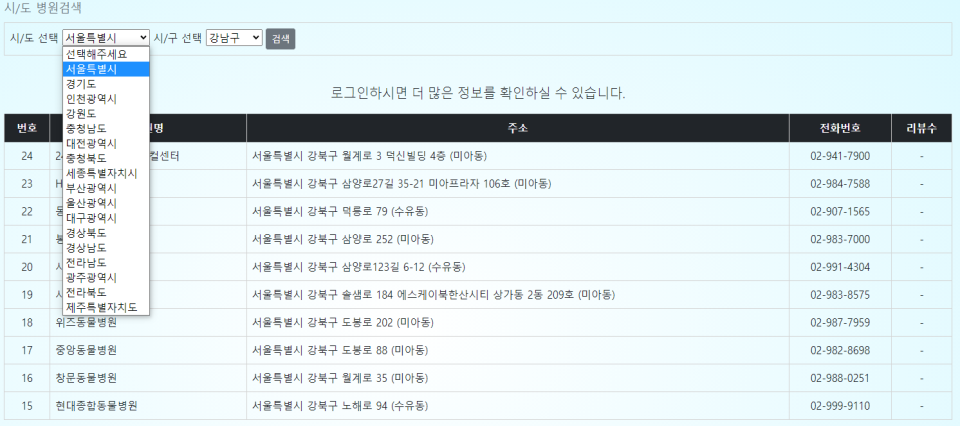 시/도 병원검색
시/도 선택 서울특별시 시/구 선택 강남구 검색
선택해주세요
서울특별시
경기도
인천광역시
강원도
충청남도
대전광역시
충청북도
세종특별자치시
부산광역시
울산광역시
대구광역시
경상북도
경상남도
전라남도
광주광역시
전라북도
제주특별자치도
로그인하시면 더 많은 정보를 확인하실 수 있습니다.
번호 원명 주소 전화번호 리뷰수
24 컬센터 서울특별시 강북구 월계로 3 덕신빌딩 4층 (미아동) 02-941-7900 -
23 서울특별시 강북구 삼양로27길 35-21 미아프라자 106호 (미아동) 02-984-7588 -
22 서울특별시 강북구 덕릉로 79 (수유동) 02-907-1565 -
21 서울특별시 강북구 삼양로 252 (미아동) 02-983-7000 -
20 서울특별시 강북구 삼양로123길 6-12 (수유동) 02-991-4304 -
19 서울특별시 강북구 솔샘로 184 에스케이북한산시티 상가동 2동 209호 (미아동) 02-983-8575 -
18 위즈동물병원 서울특별시 강북구 도봉로 202 (미아동) 02-987-7959 -
17 중앙동물병원 서울특별시 강북구 도봉로 88 (미아동) 02-982-8698 -
16 창문동물병원 서울특별시 강북구 월계로 35 (미아동) 02-988-0251 -
15 현대종합동물병원 서울특별시 강북구 노해로 94 (수유동) 02-999-9110 -